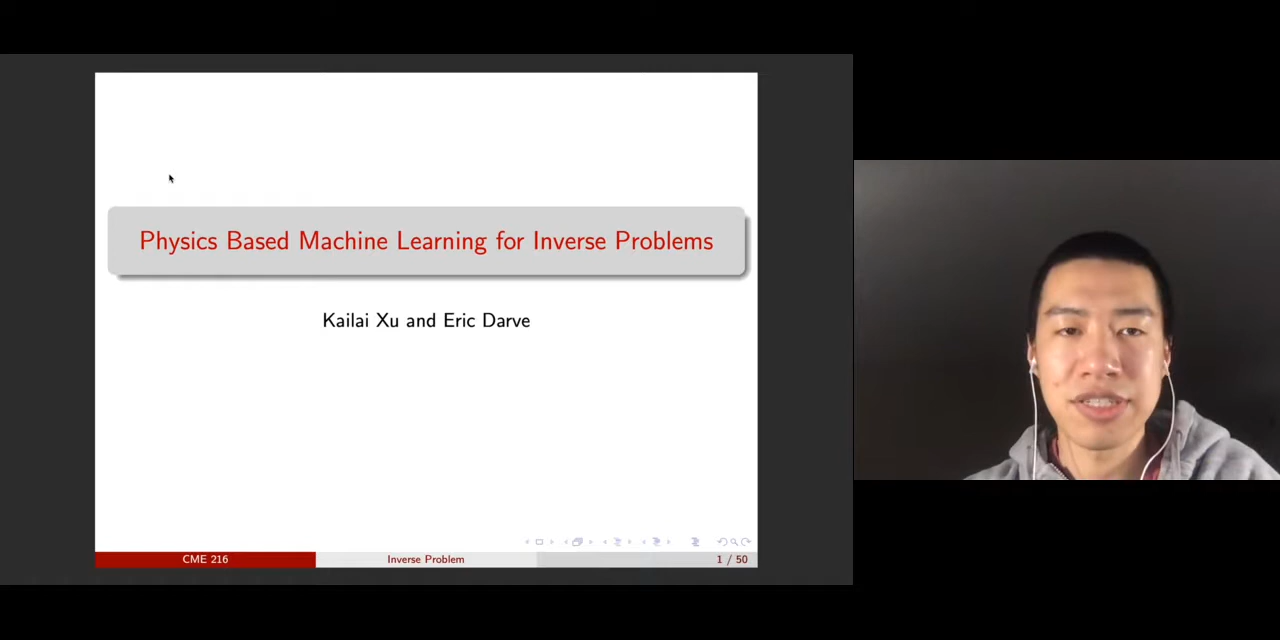 Physics Based Machine Learning for Inverse Problems
Kailai Xu and Eric Darve
CME 216
Inverse Problem
1 / 50